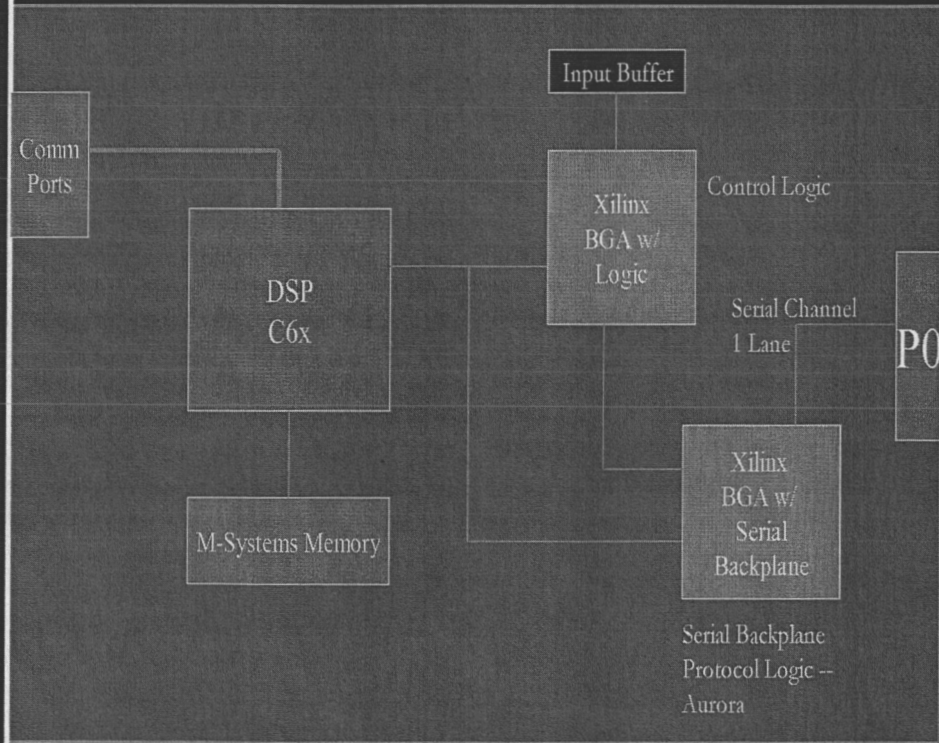 Input Buffer
Comm
Ports
Xilinx
BGA w/
Logic
Control Logic
DSP
C6x
Serial Channel
1 Lane
P0
Xilinx
BGA w/
Serial
Backplane
M-Systems Memory
Serial Backplane
Protocol Logic --
Aurora